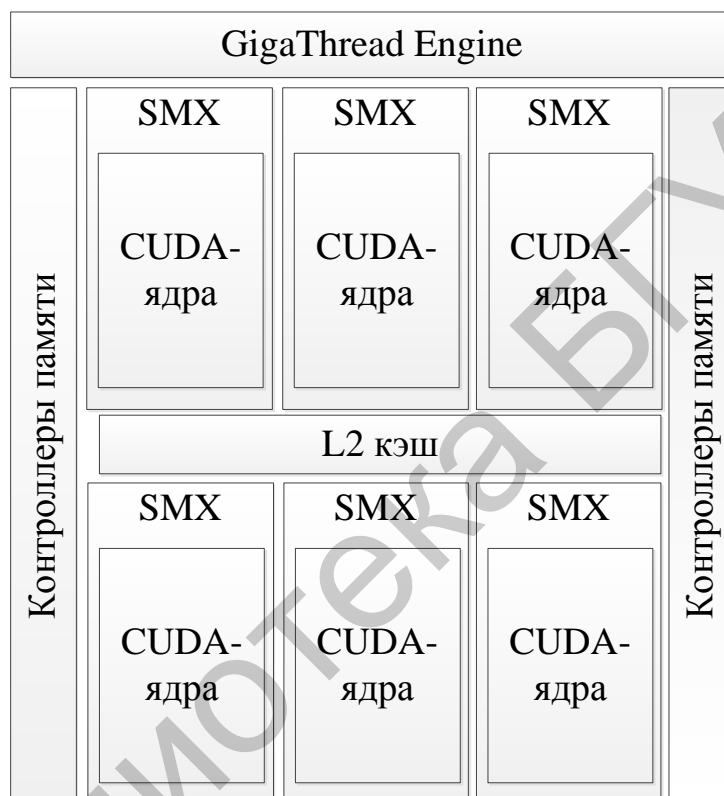 GigaThread Engine
Контроллеры памяти
SMX
SMX
SMX
CUDA-
ядра
CUDA-
ядра
CUDA-
ядра
L2 кэш
SMX
SMX
SMX
CUDA-
ядра
CUDA-
ядра
CUDA-
ядра
Контроллеры памяти